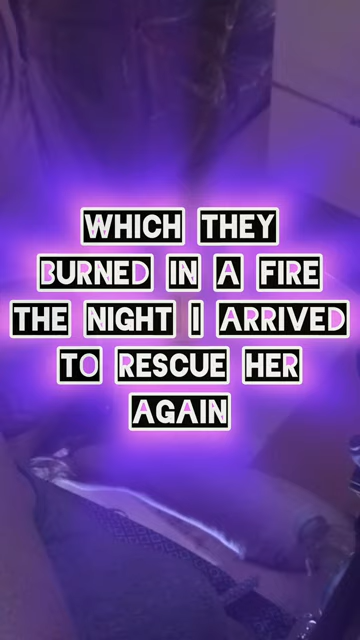 WHICH THEY
BURNED IN A FIRE
THE NIGHT I ARRIVED
TO RESCUE HER
AGAIN